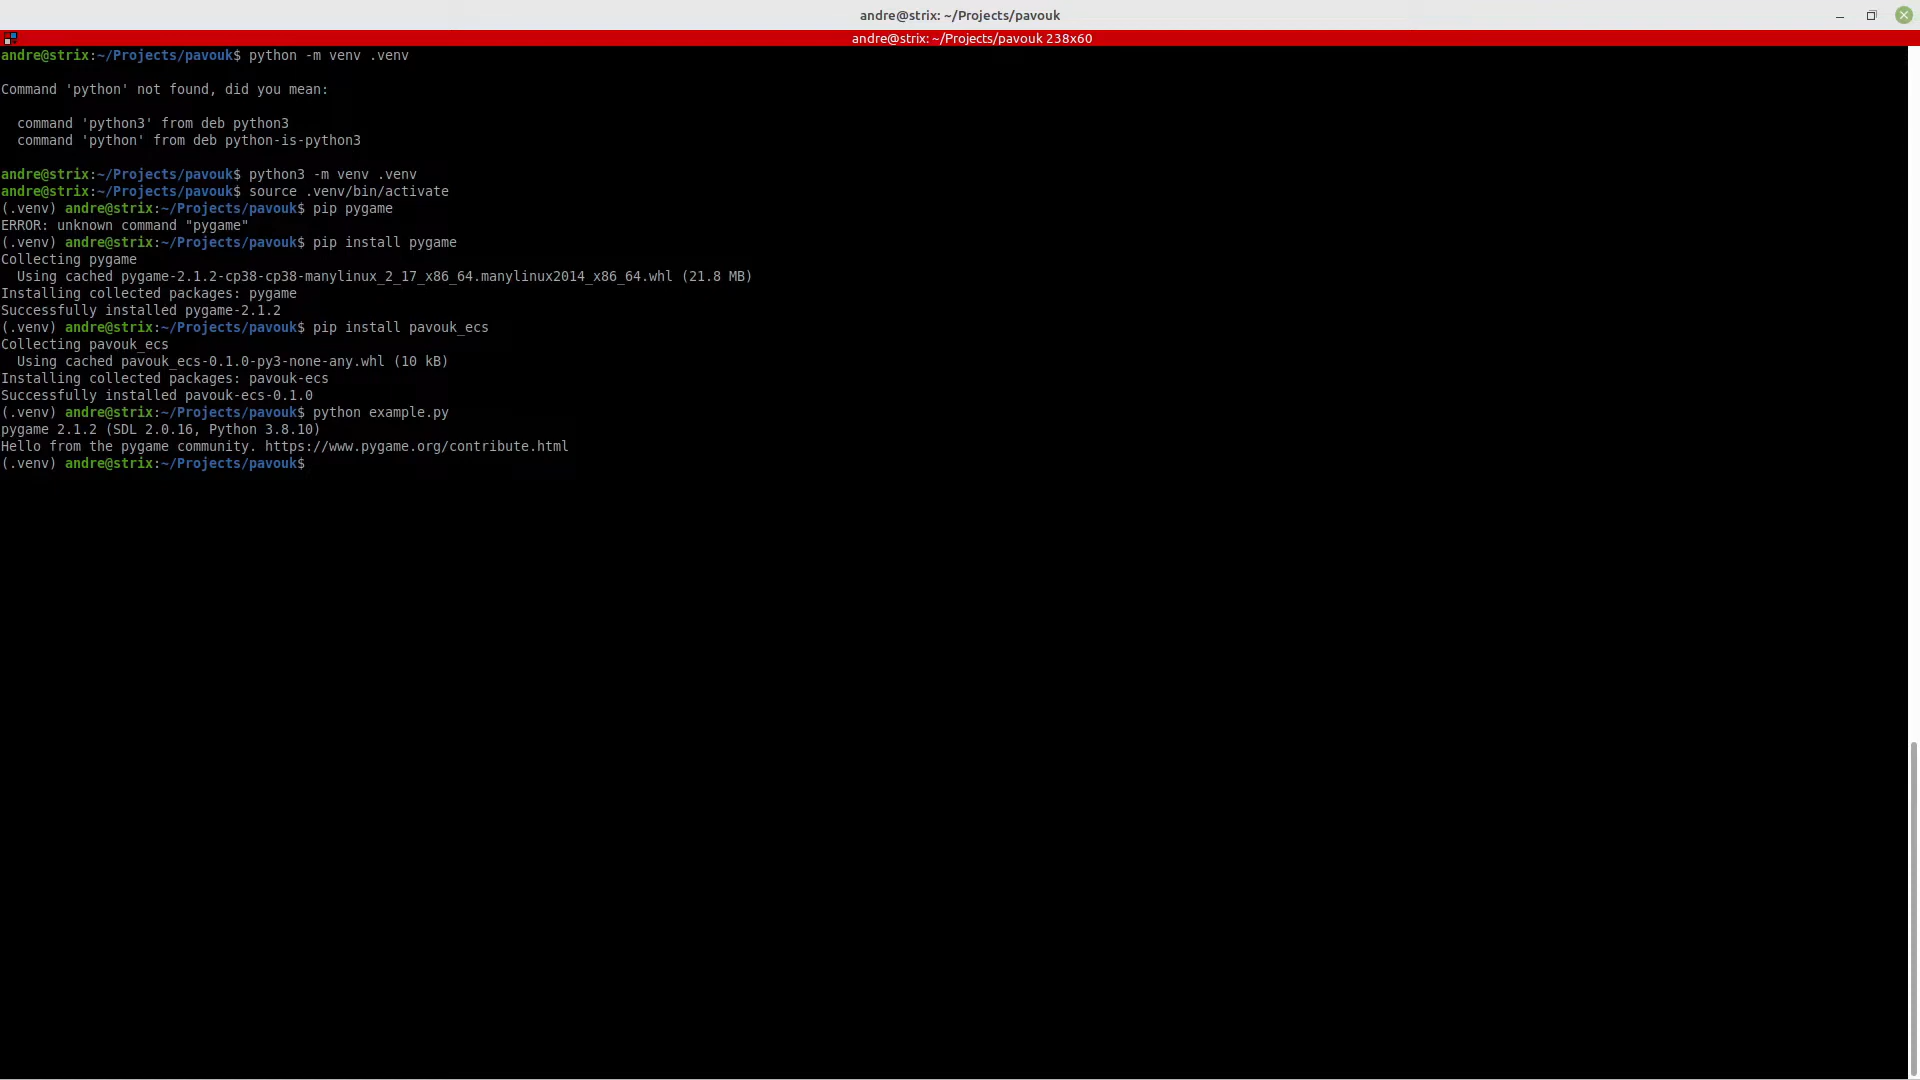 andre@strix: ~/Projects/pavouk
andre@strix: ~/Projects/pavouk 238x60
andre@strix:~/Projects/pavouk$ python -m venv .venv
Command 'python' not found, did you mean:
command 'python3' from deb python3
command 'python' from deb python-is-python3
andre@strix:~/Projects/pavouk$ python3 -m venv .venv
andre@strix:~/Projects/pavouk$ source .venv/bin/activate
(.venv) andre@strix:~/Projects/pavouk$ pip pygame
ERROR: unknown command "pygame"
(.venv) andre@strix:~/Projects/pavouk$ pip install pygame
Collecting pygame
Using cached pygame-2.1.2-cp38-cp38-manylinux_2_17_x86_64.manylinux2014_x86_64.whl (21.8 MB)
Installing collected packages: pygame
Successfully installed pygame-2.1.2
(.venv) andre@strix:~/Projects/pavouk$ pip install pavouk_ecs
Collecting pavouk_ecs
Using cached pavouk_ecs-0.1.0-py3-none-any.whl (10 kB)
Installing collected packages: pavouk-ecs
Successfully installed pavouk-ecs-0.1.0
(.venv) andre@strix:~/Projects/pavouk$ python example.py
pygame 2.1.2 (SDL 2.0.16, Python 3.8.10)
Hello from the pygame community. https://www.pygame.org/contribute.html
(.venv) andre@strix:~/Projects/pavouk$